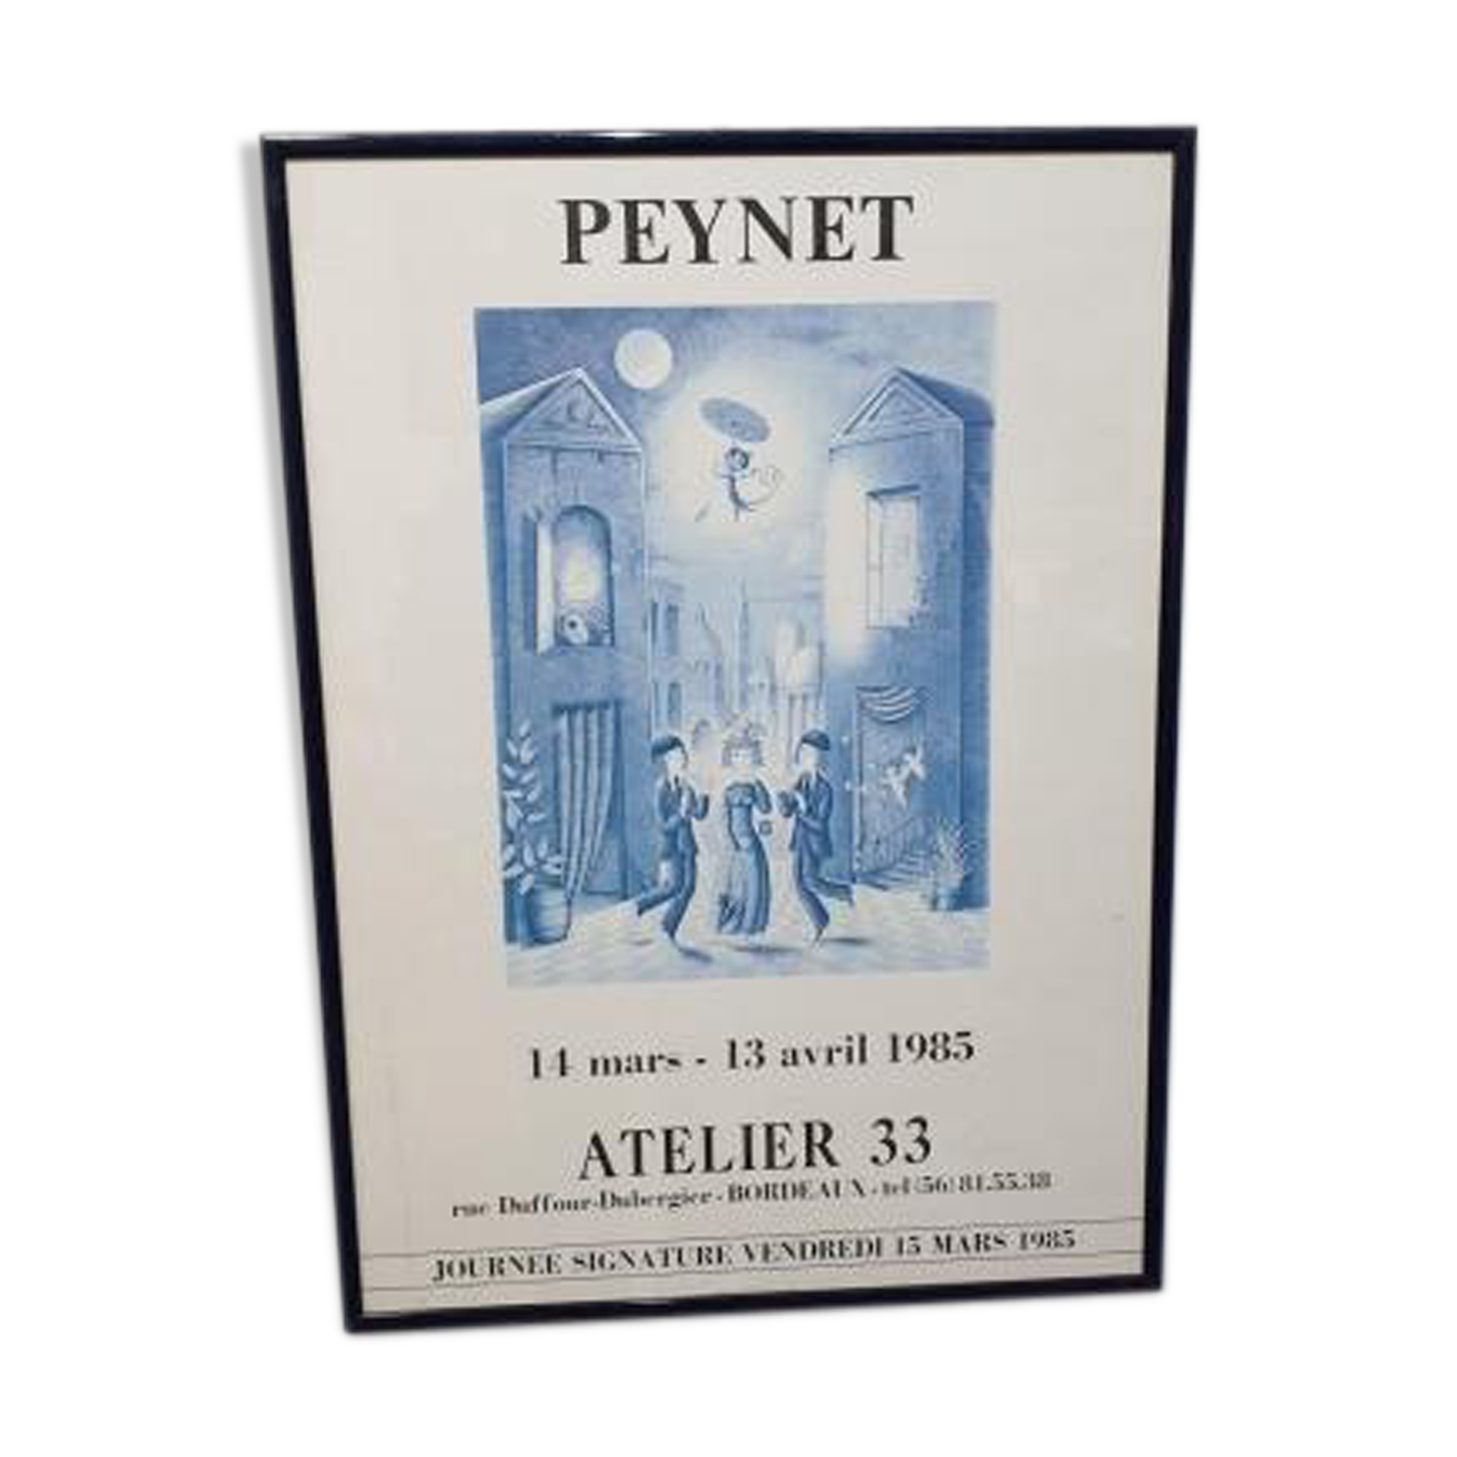 PEYNET
14 mars - 13 avril 1985
ATELIER 33
rue Duffour-Dubergier - BORDEAUX - tel (56) 81.55.38
JOURNEE SIGNATURE VENDREDI 15 MARS 1985